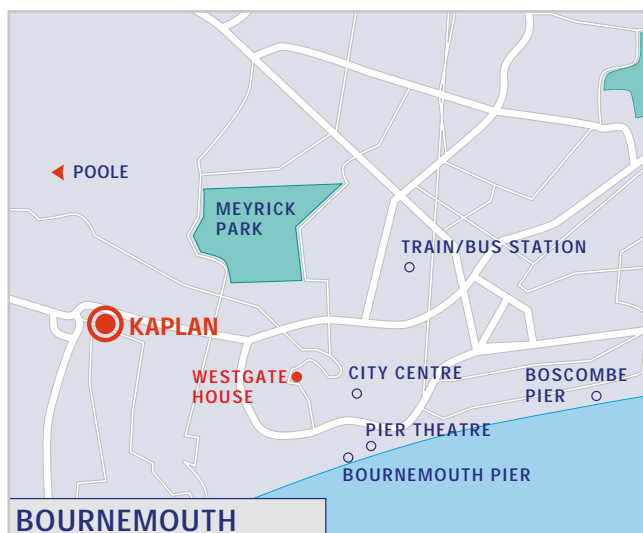 POOLE
MEYRICK
PARK
TRAIN/BUS STATION
KAPLAN
WESTGATE
HOUSE
CITY CENTRE
BOSCOMBE
PIER
PIER THEATRE
BOURNEMOUTH PIER
BOURNEMOUTH